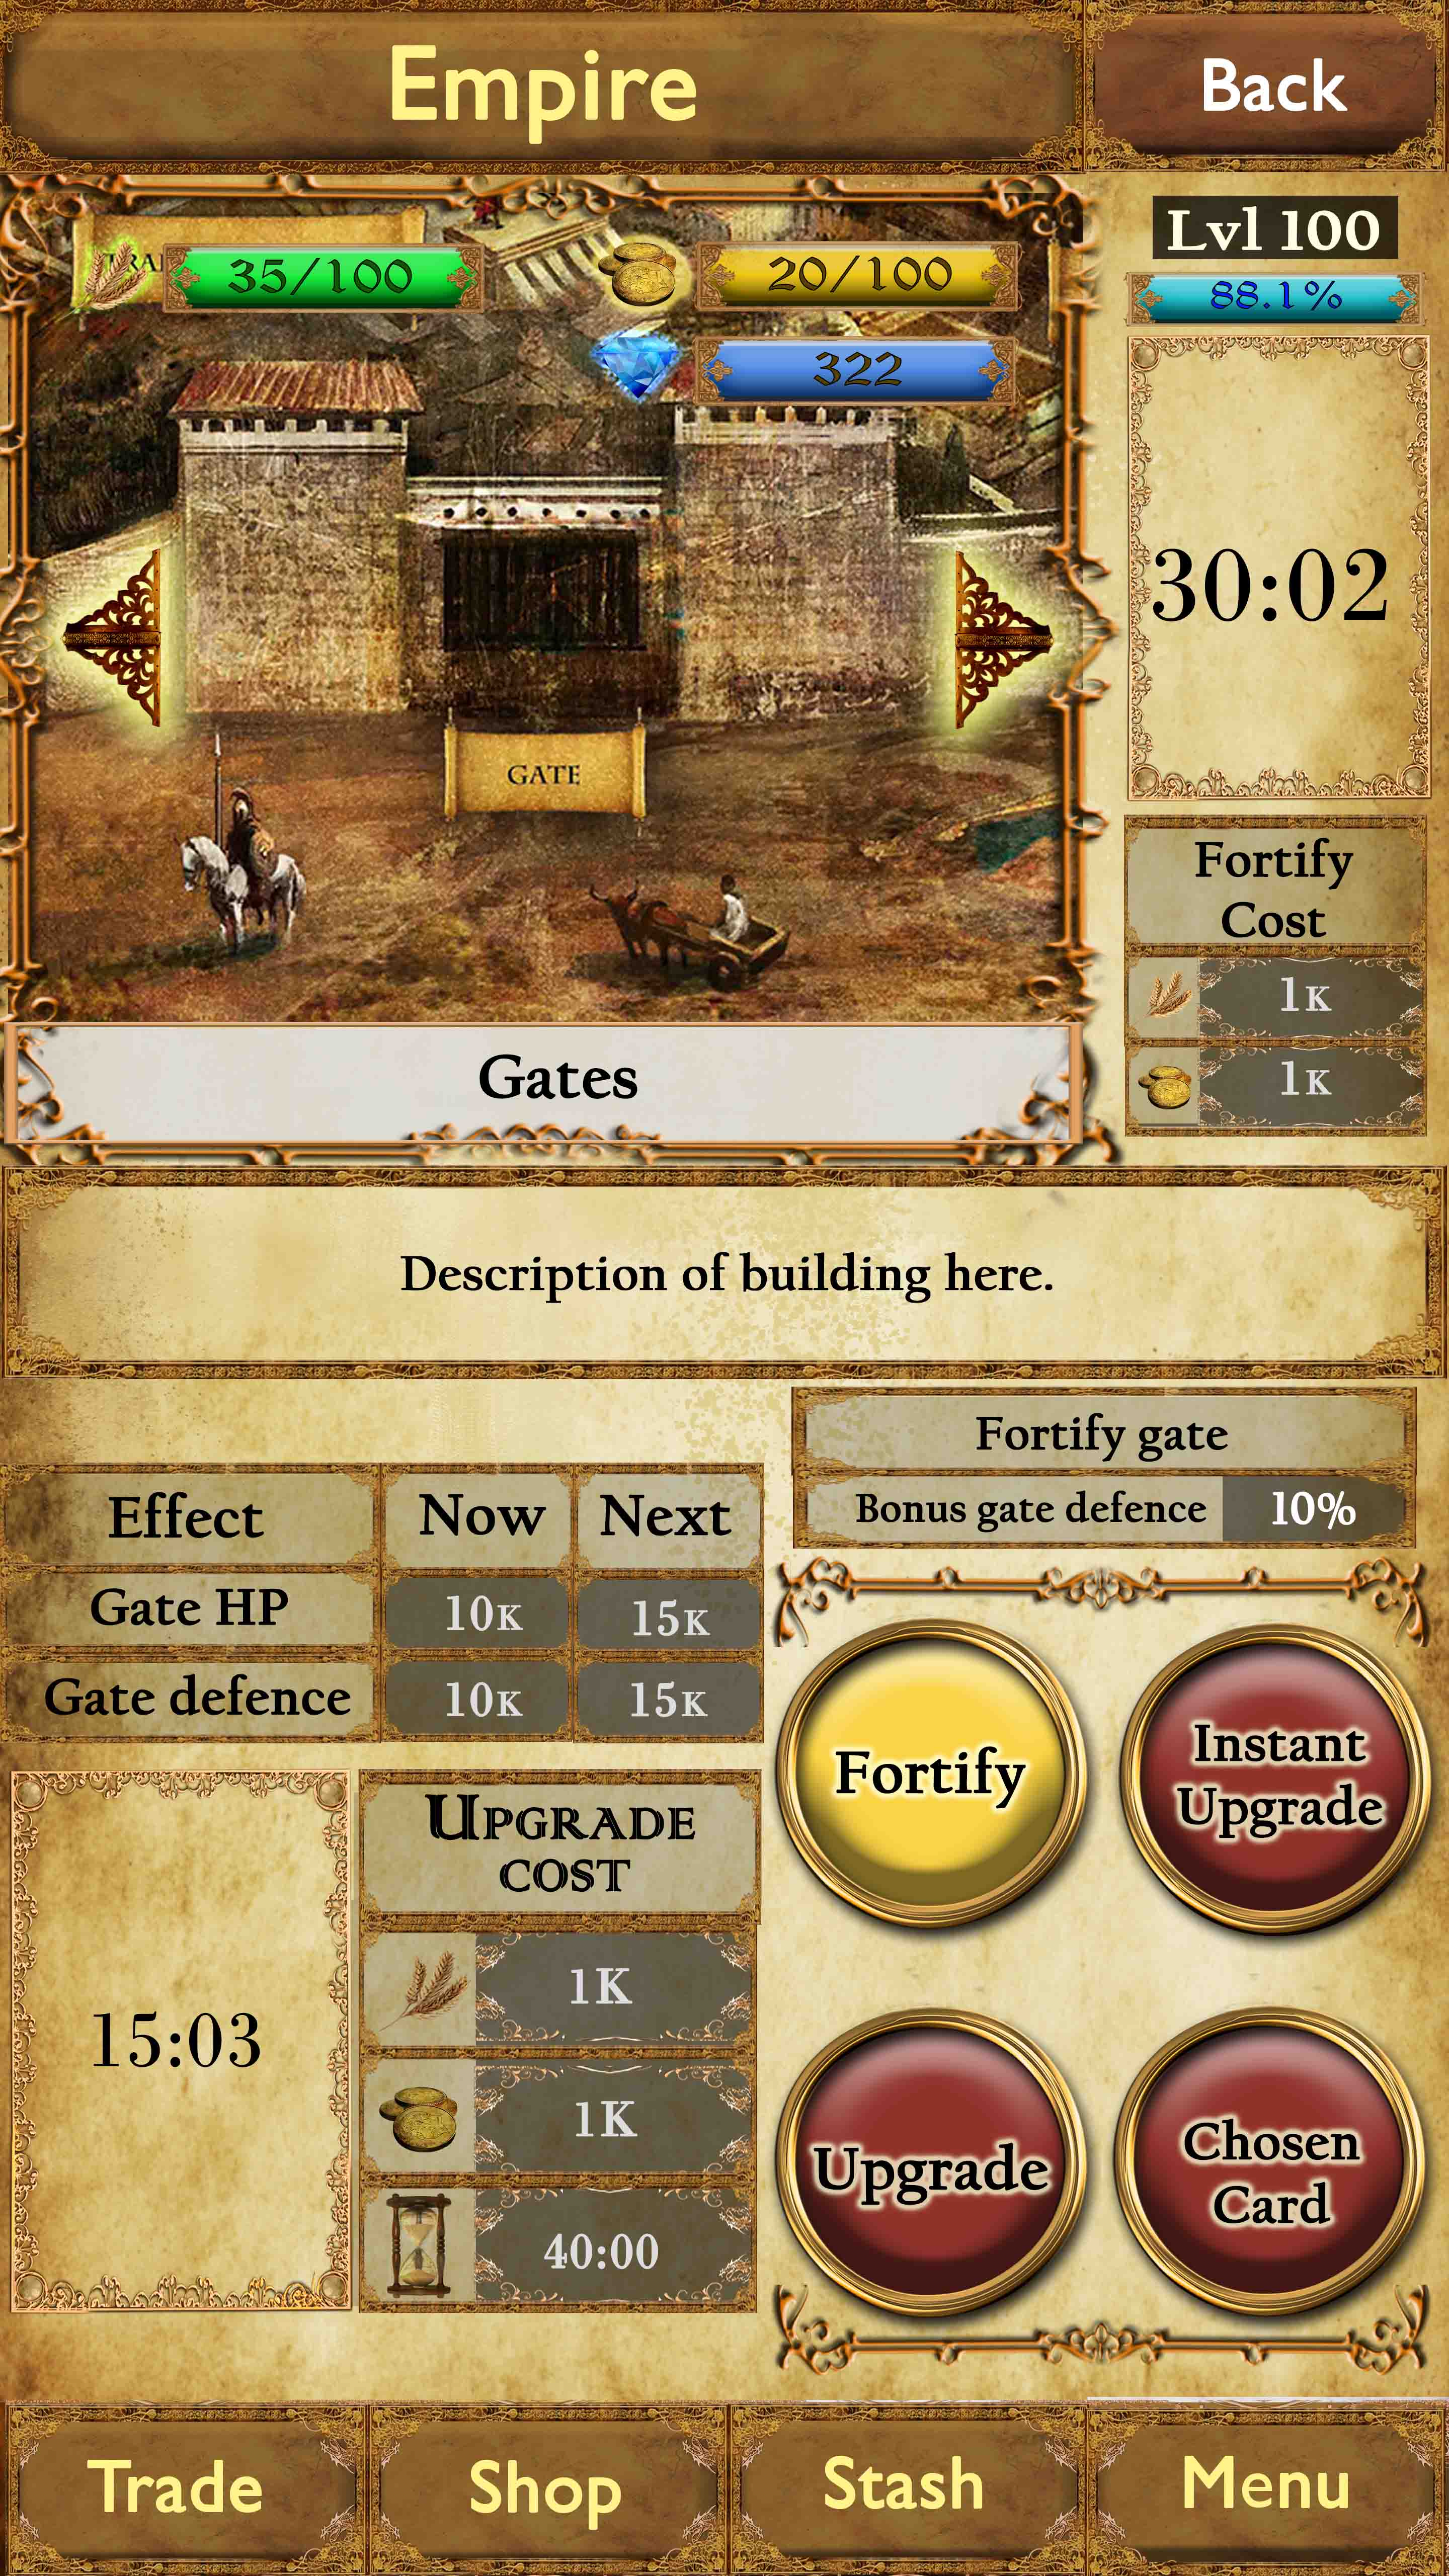 Empire
Back
35/100
20/100
322
Lvl 100
88.1%
30:02
GATE
Fortify
Cost
1K
1K
Gates
Description of building here.
Fortify gate
Bonus gate defence 10%
Effect Now Next
Gate HP 10K 15K
Gate defence 10K 15K
Fortify
Instant
Upgrade
15:03
UPGRADE
COST
1K
1K
40:00
Upgrade
Chosen
Card
Trade
Shop
Stash
Menu